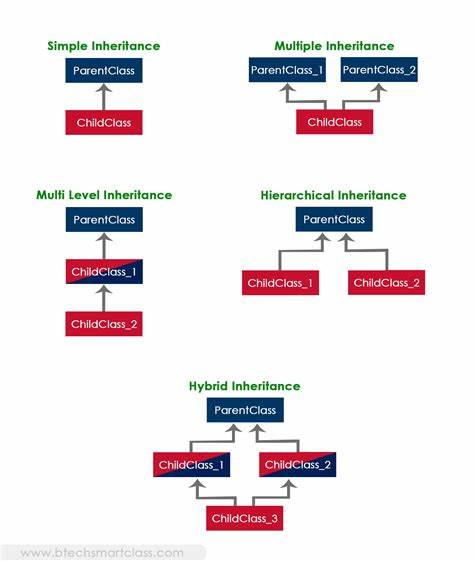 Simple Inheritance
ParentClass
ChildClass
Multiple Inheritance
ParentClass_1 ParentClass_2
ChildClass
Multi Level Inheritance
ParentClass
ChildClass_1
ChildClass_2
Hierarchical Inheritance
ParentClass
ChildClass_1 ChildClass_2
Hybrid Inheritance
ParentClass
ChildClass_1 ChildClass_2
ChildClass_3
www.btechsmartclass.com